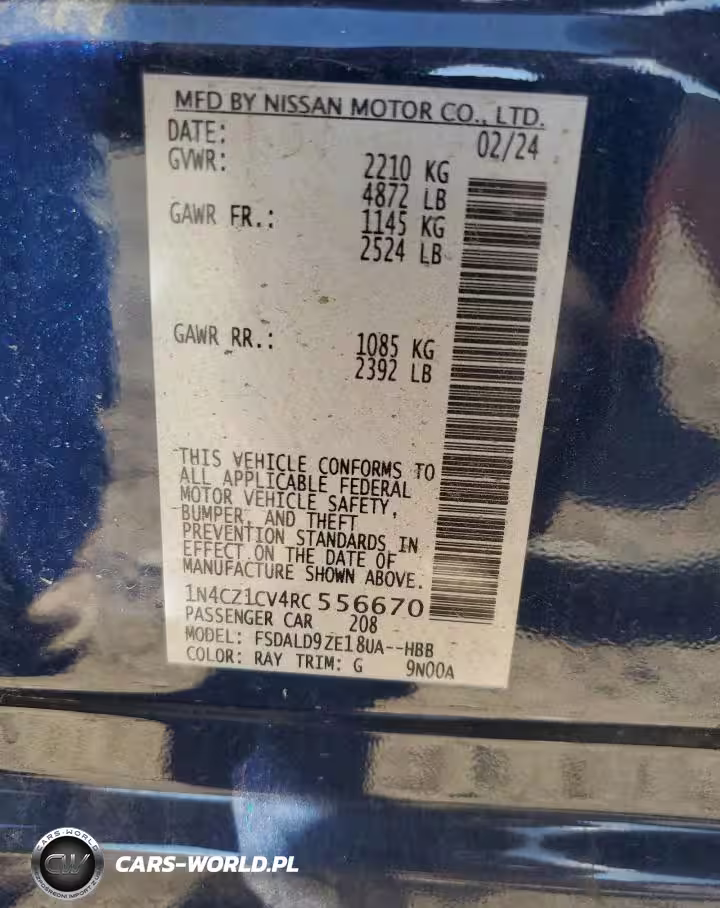 MFD BY NISSAN MOTOR CO., LTD.
DATE: 02/24
GVWR: 2210 KG
4872 LB
GAWR FR.: 1145 KG
2524 LB
GAWR RR.: 1085 KG
2392 LB
THIS VEHICLE CONFORMS TO
ALL APPLICABLE FEDERAL
MOTOR VEHICLE SAFETY,
BUMPER, AND THEFT
PREVENTION STANDARDS IN
EFFECT ON THE DATE OF
MANUFACTURE SHOWN ABOVE.
1N4CZ1CV4RC556670
PASSENGER CAR 208
MODEL: FSDALD9ZE18UA--HBB
COLOR: RAY TRIM: G 9N00A
CARS-WORLD
CW
CARS-WORLD.PL